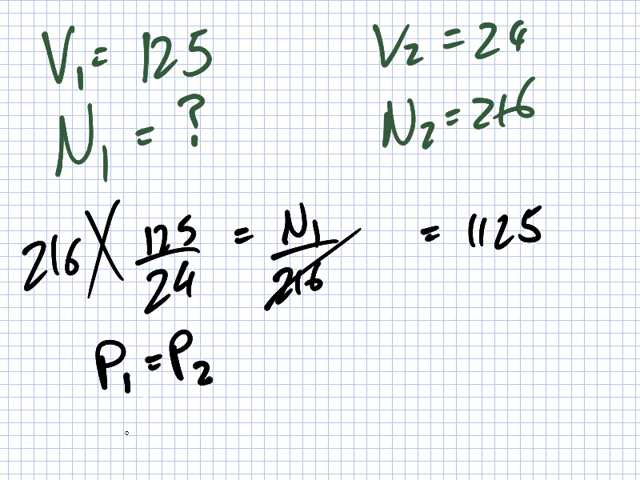 V₁ = 125 V₂ = 24
N₁ = ? N₂ = 216
216 × 125/24 = N₁/216 = 1125
P₁ = P₂